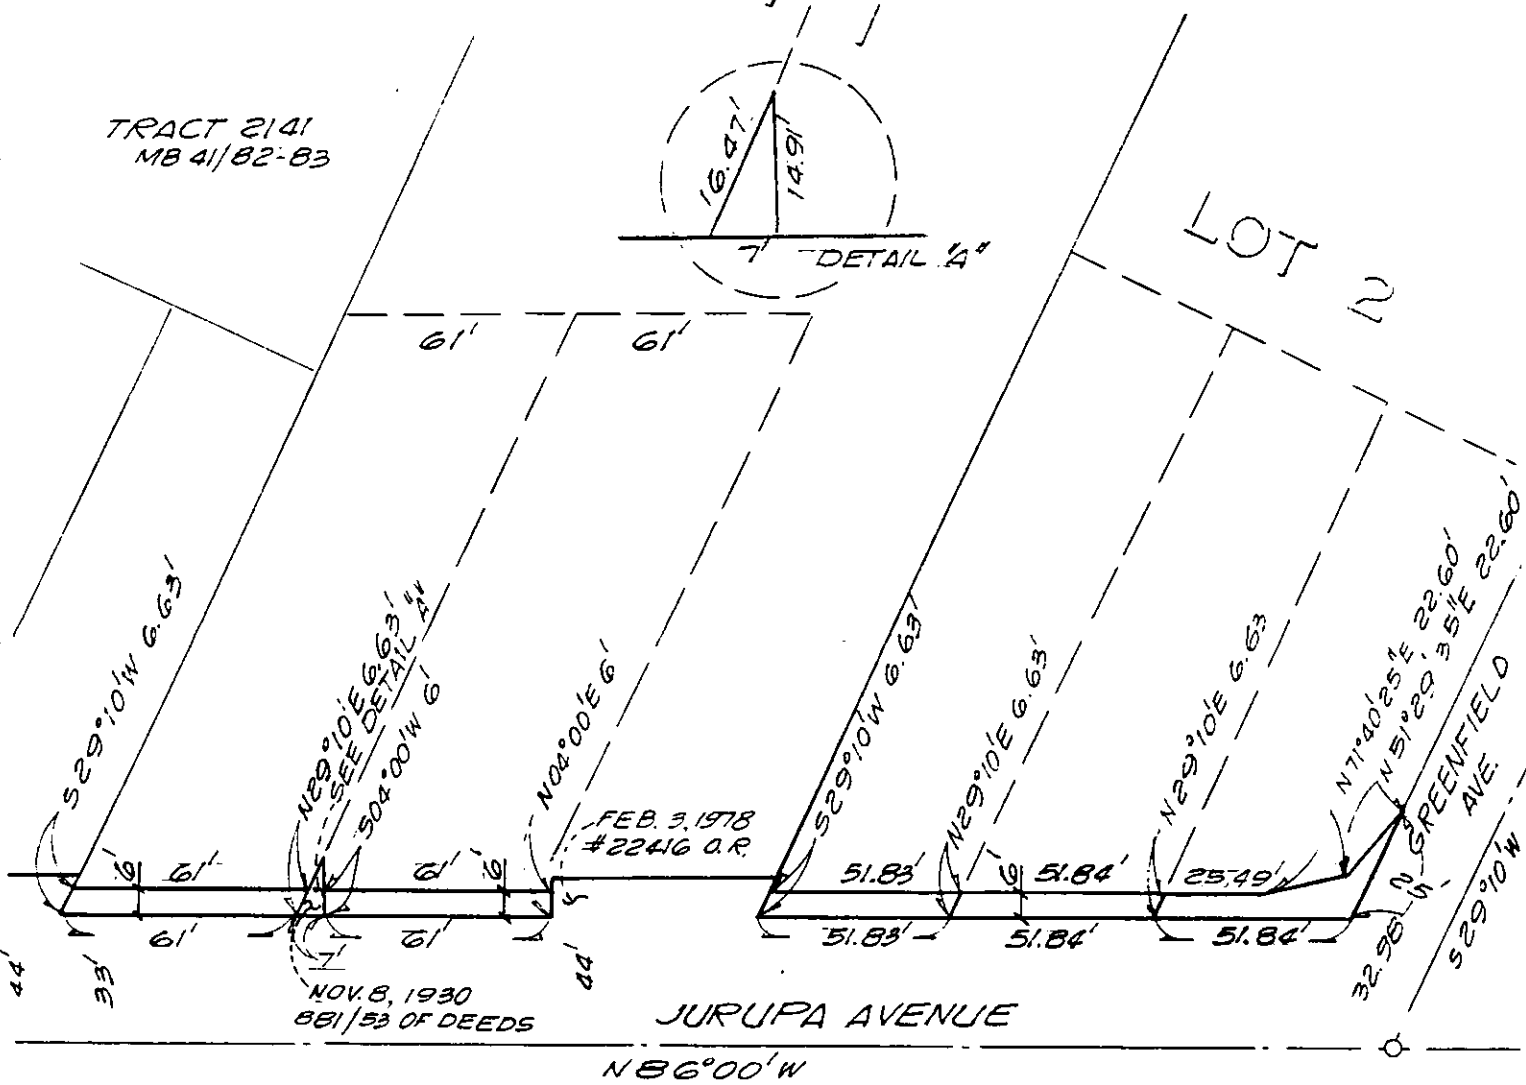 TRACT 2141
MB 41/82-83
16.47'
14.91'
7'
DETAIL "A"
LOT 2
61'
61'
S29°10'W 6.63'
N29°10'E 6.63'
SEE DETAIL "A"
S04°00'W 6'
N04°00'E 6'
FEB. 3, 1978
#22416 O.R.
S29°10'W 6.63'
N29°10'E 6.63'
N29°10'E 6.63
N71°40'25"E 22.60'
N51°29'35"E 22.60'
GREENFIELD
AVE.
S29°10'W
6'
61'
61'
6'
51.83'
6'
51.84'
25.49'
61'
61'
7'
51.83'
51.84'
51.84'
32.96'
25'
44'
33'
44'
NOV. 8, 1930
881/53 OF DEEDS
JURUPA AVENUE
N86°00'W